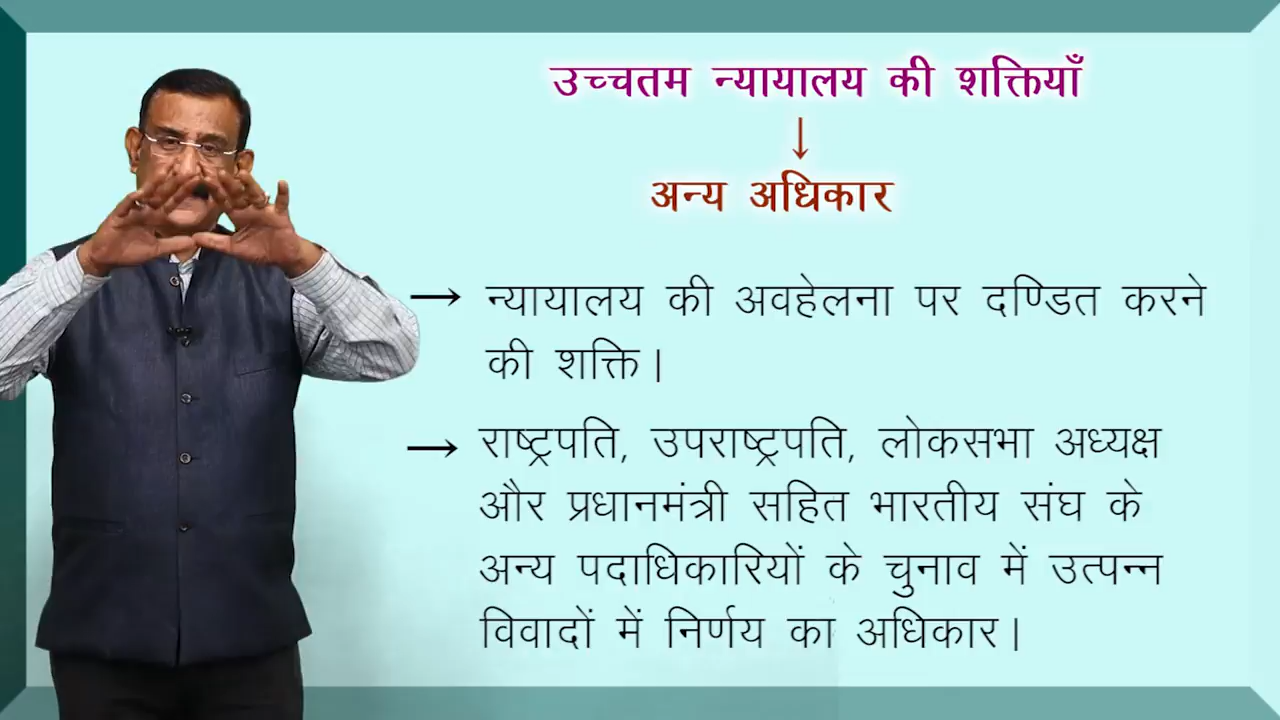 उच्चतम न्यायालय की शक्तियाँ
↓
अन्य अधिकार
→ न्यायालय की अवहेलना पर दण्डित करने
की शक्ति।
→ राष्ट्रपति, उपराष्ट्रपति, लोकसभा अध्यक्ष
और प्रधानमंत्री सहित भारतीय संघ के
अन्य पदाधिकारियों के चुनाव में उत्पन्न
विवादों में निर्णय का अधिकार।